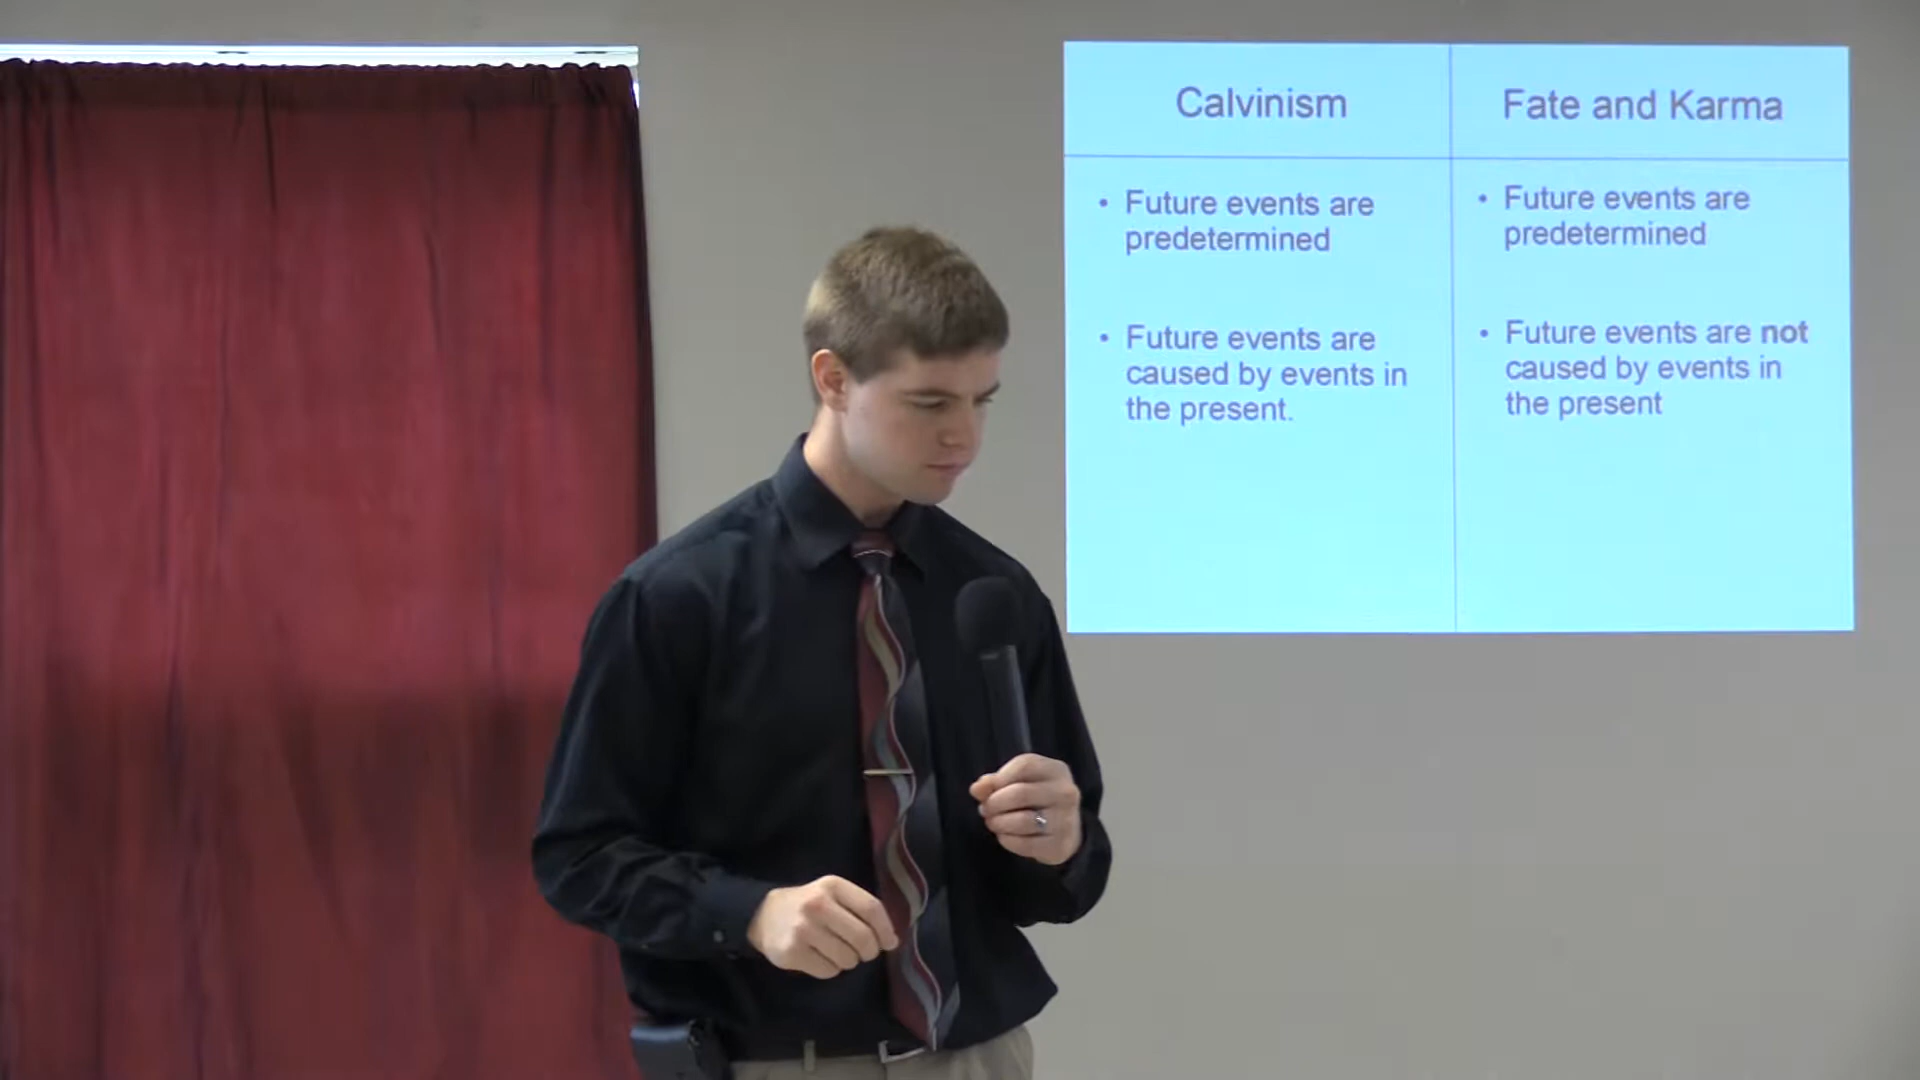 Calvinism
• Future events are
predetermined
• Future events are
caused by events in
the present.
Fate and Karma
• Future events are
predetermined
• Future events are not
caused by events in
the present